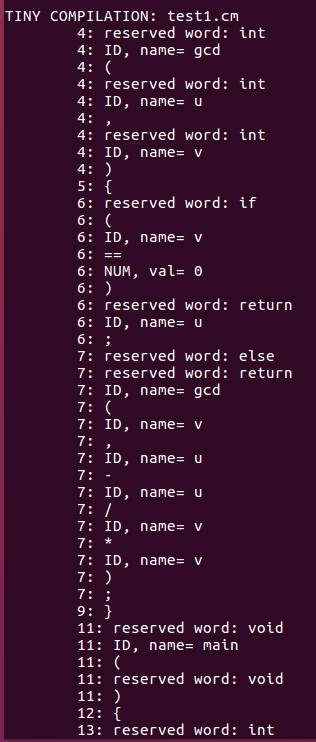 TINY COMPILATION: test1.cm
4: reserved word: int
4: ID, name= gcd
4: (
4: reserved word: int
4: ID, name= u
4: ,
4: reserved word: int
4: ID, name= v
4: )
5: {
6: reserved word: if
6: (
6: ID, name= v
6: ==
6: NUM, val= 0
6: )
6: reserved word: return
6: ID, name= u
6: ;
7: reserved word: else
7: reserved word: return
7: ID, name= gcd
7: (
7: ID, name= v
7: ,
7: ID, name= u
7: -
7: ID, name= u
7: /
7: ID, name= v
7: *
7: ID, name= v
7: )
7: ;
9: }
11: reserved word: void
11: ID, name= main
11: (
11: reserved word: void
11: )
12: {
13: reserved word: int